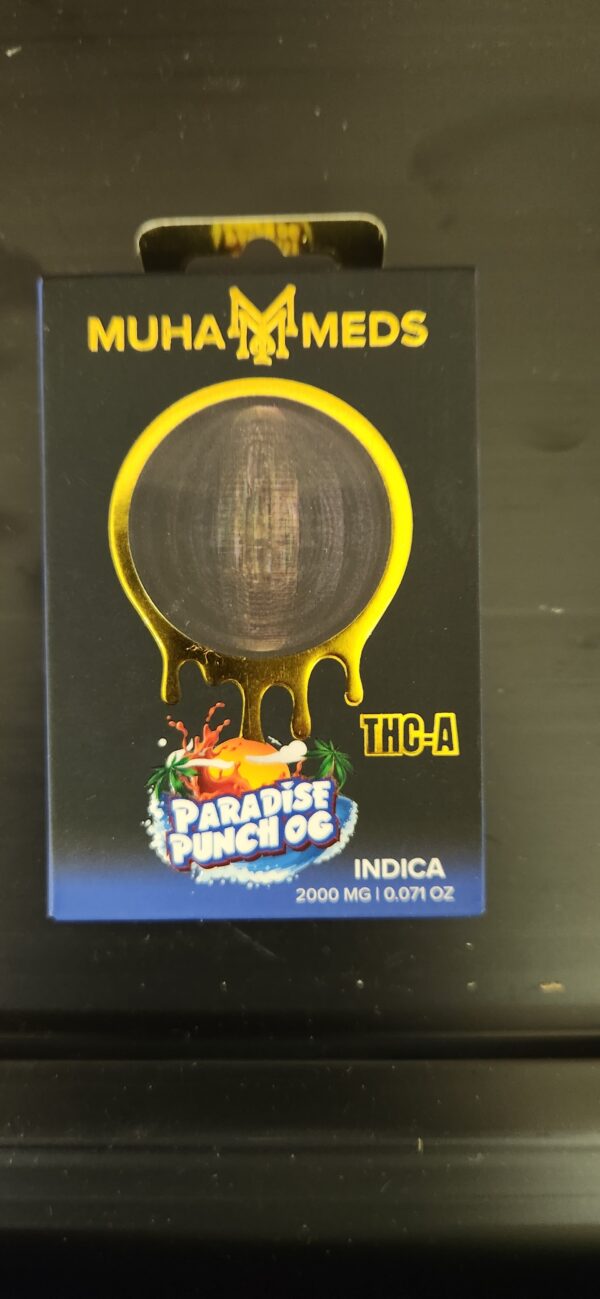 MUHA MEDS
THC-A
PARADISE
PUNCH OG
INDICA
2000 MG | 0.071 OZ